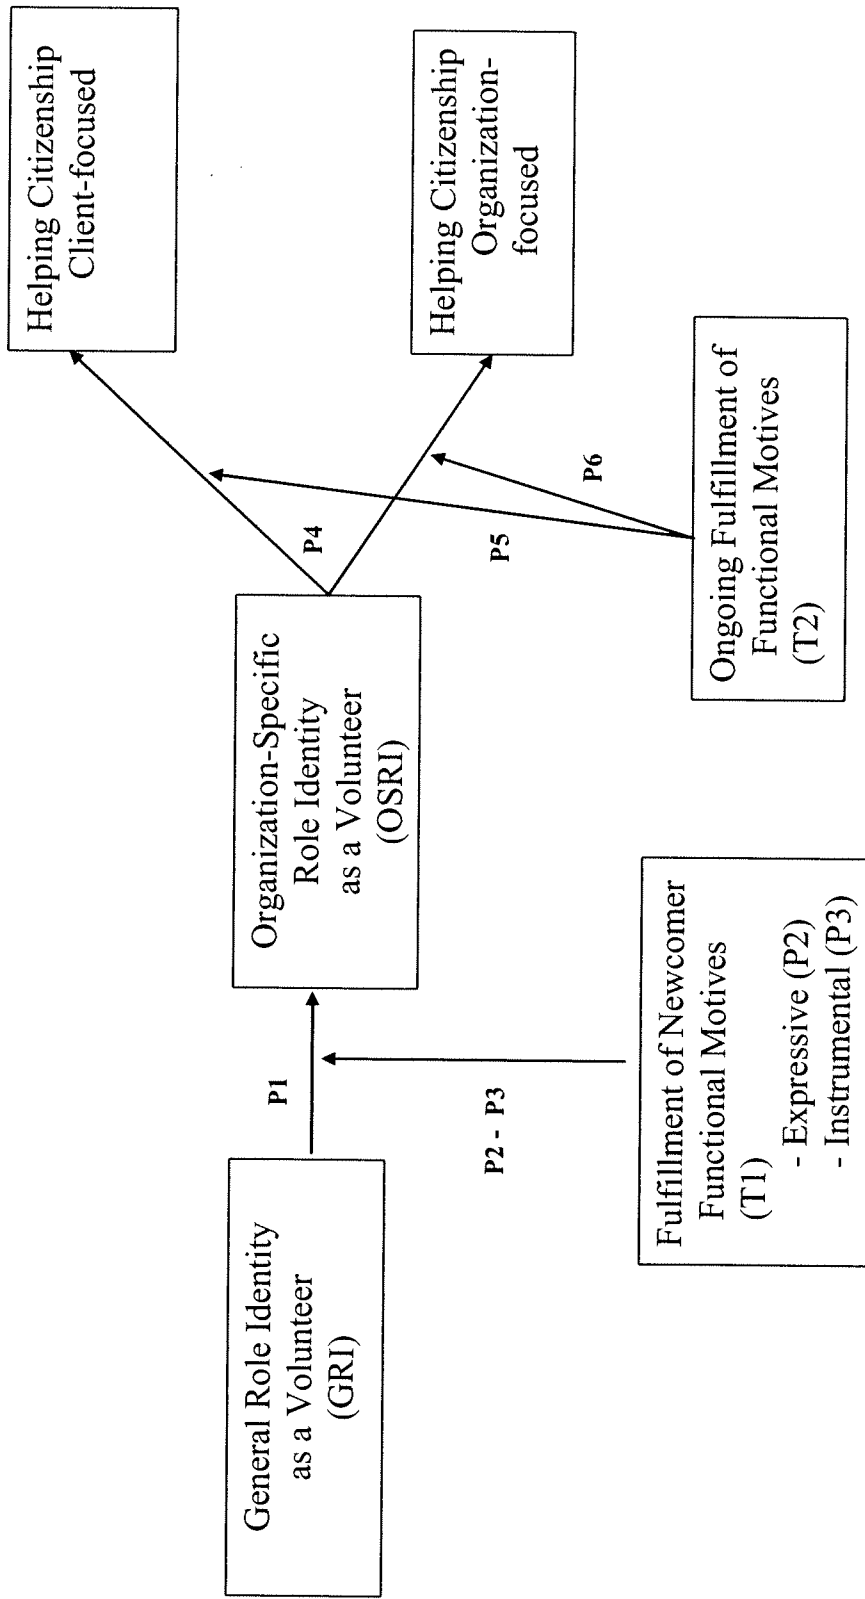 General Role Identity
as a Volunteer
(GRI)
P1
Organization-Specific
Role Identity
as a Volunteer
(OSRI)
P4
Helping Citizenship
Client-focused
Helping Citizenship
Organization-
focused
P2 - P3
P5
P6
Fulfillment of Newcomer
Functional Motives
(T1)
- Expressive (P2)
- Instrumental (P3)
Ongoing Fulfillment of
Functional Motives
(T2)